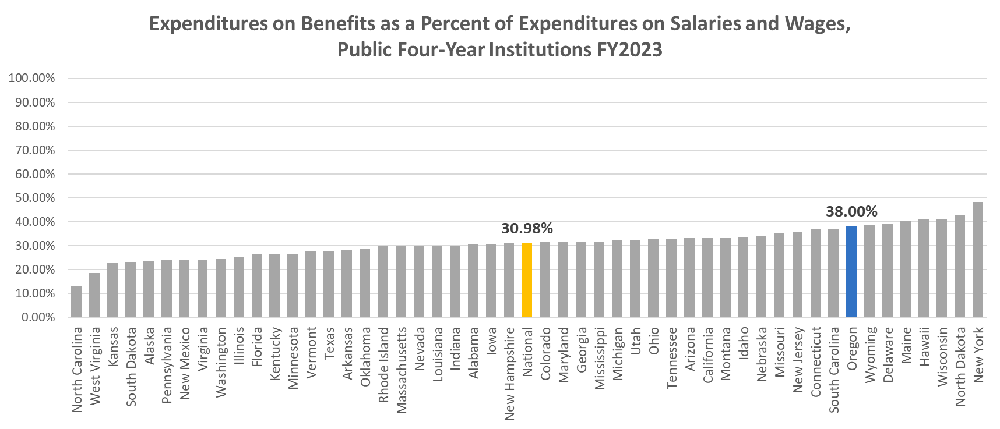 Expenditures on Benefits as a Percent of Expenditures on Salaries and Wages,
Public Four-Year Institutions FY2023
100.00%
90.00%
80.00%
70.00%
60.00%
50.00%
40.00%
30.00%
20.00%
10.00%
0.00%
30.98%
38.00%
North Carolina
West Virginia
Kansas
South Dakota
Alaska
Pennsylvania
New Mexico
Virginia
Washington
Illinois
Florida
Kentucky
Minnesota
Vermont
Texas
Arkansas
Oklahoma
Rhode Island
Massachusetts
Nevada
Louisiana
Indiana
Alabama
Iowa
New Hampshire
National
Colorado
Maryland
Georgia
Mississippi
Michigan
Utah
Ohio
Tennessee
Arizona
California
Montana
Idaho
Nebraska
Missouri
New Jersey
Connecticut
South Carolina
Oregon
Wyoming
Delaware
Maine
Hawaii
Wisconsin
North Dakota
New York